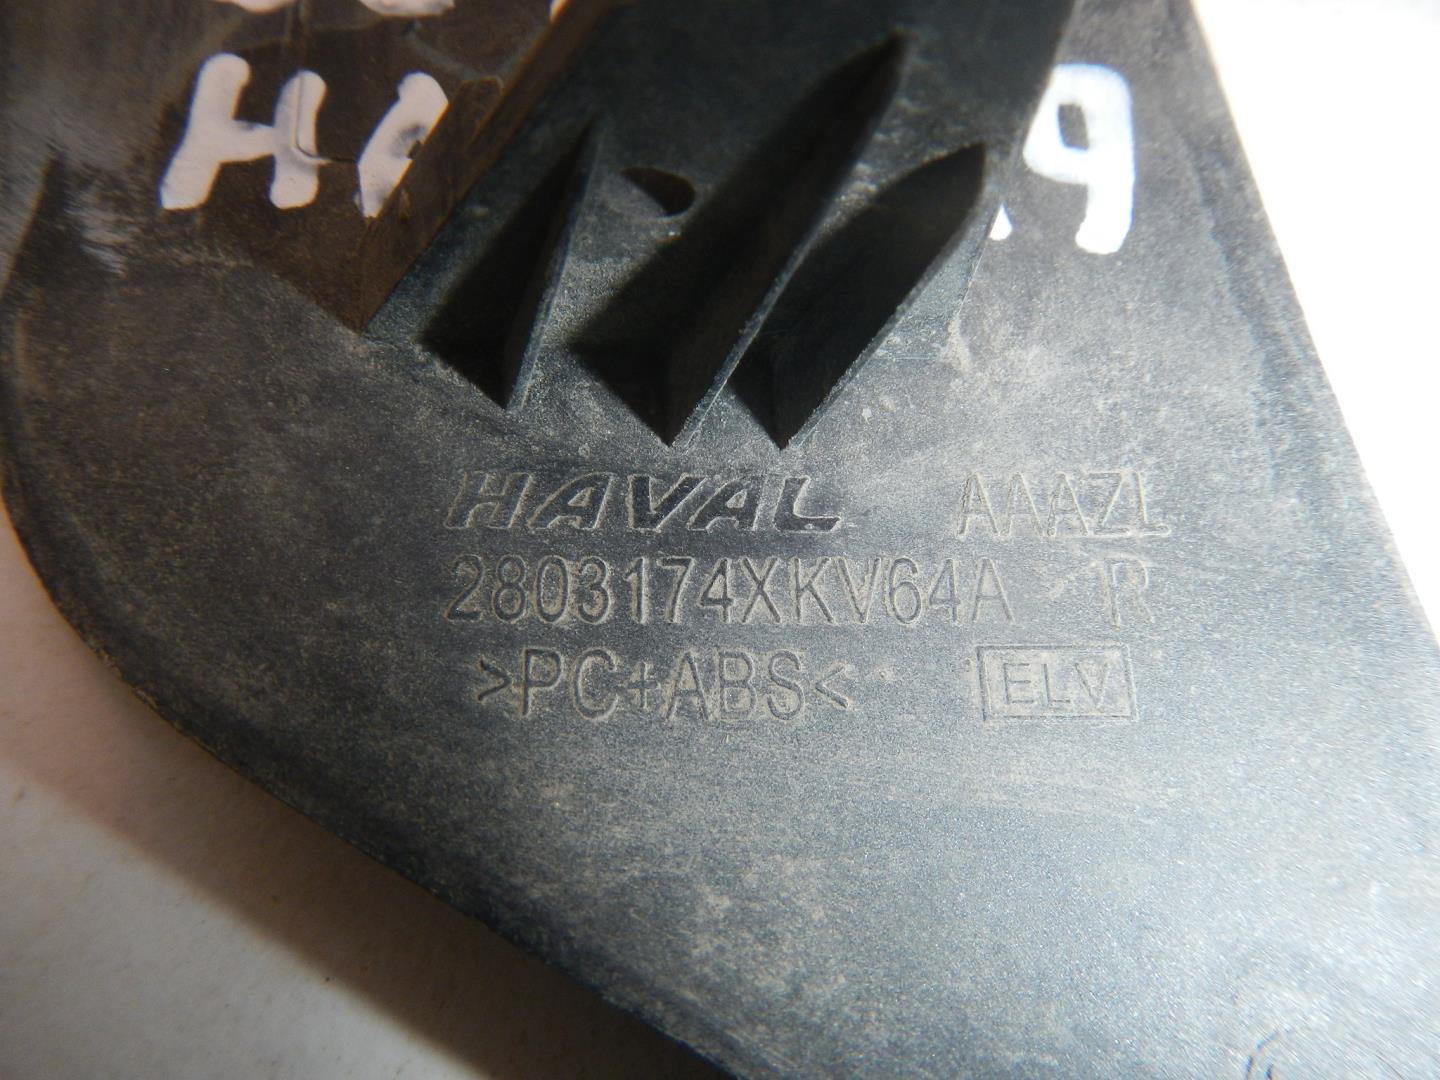 HAVAL AAAZL
2803174XKV64A R
>PC+ABS<
ELV